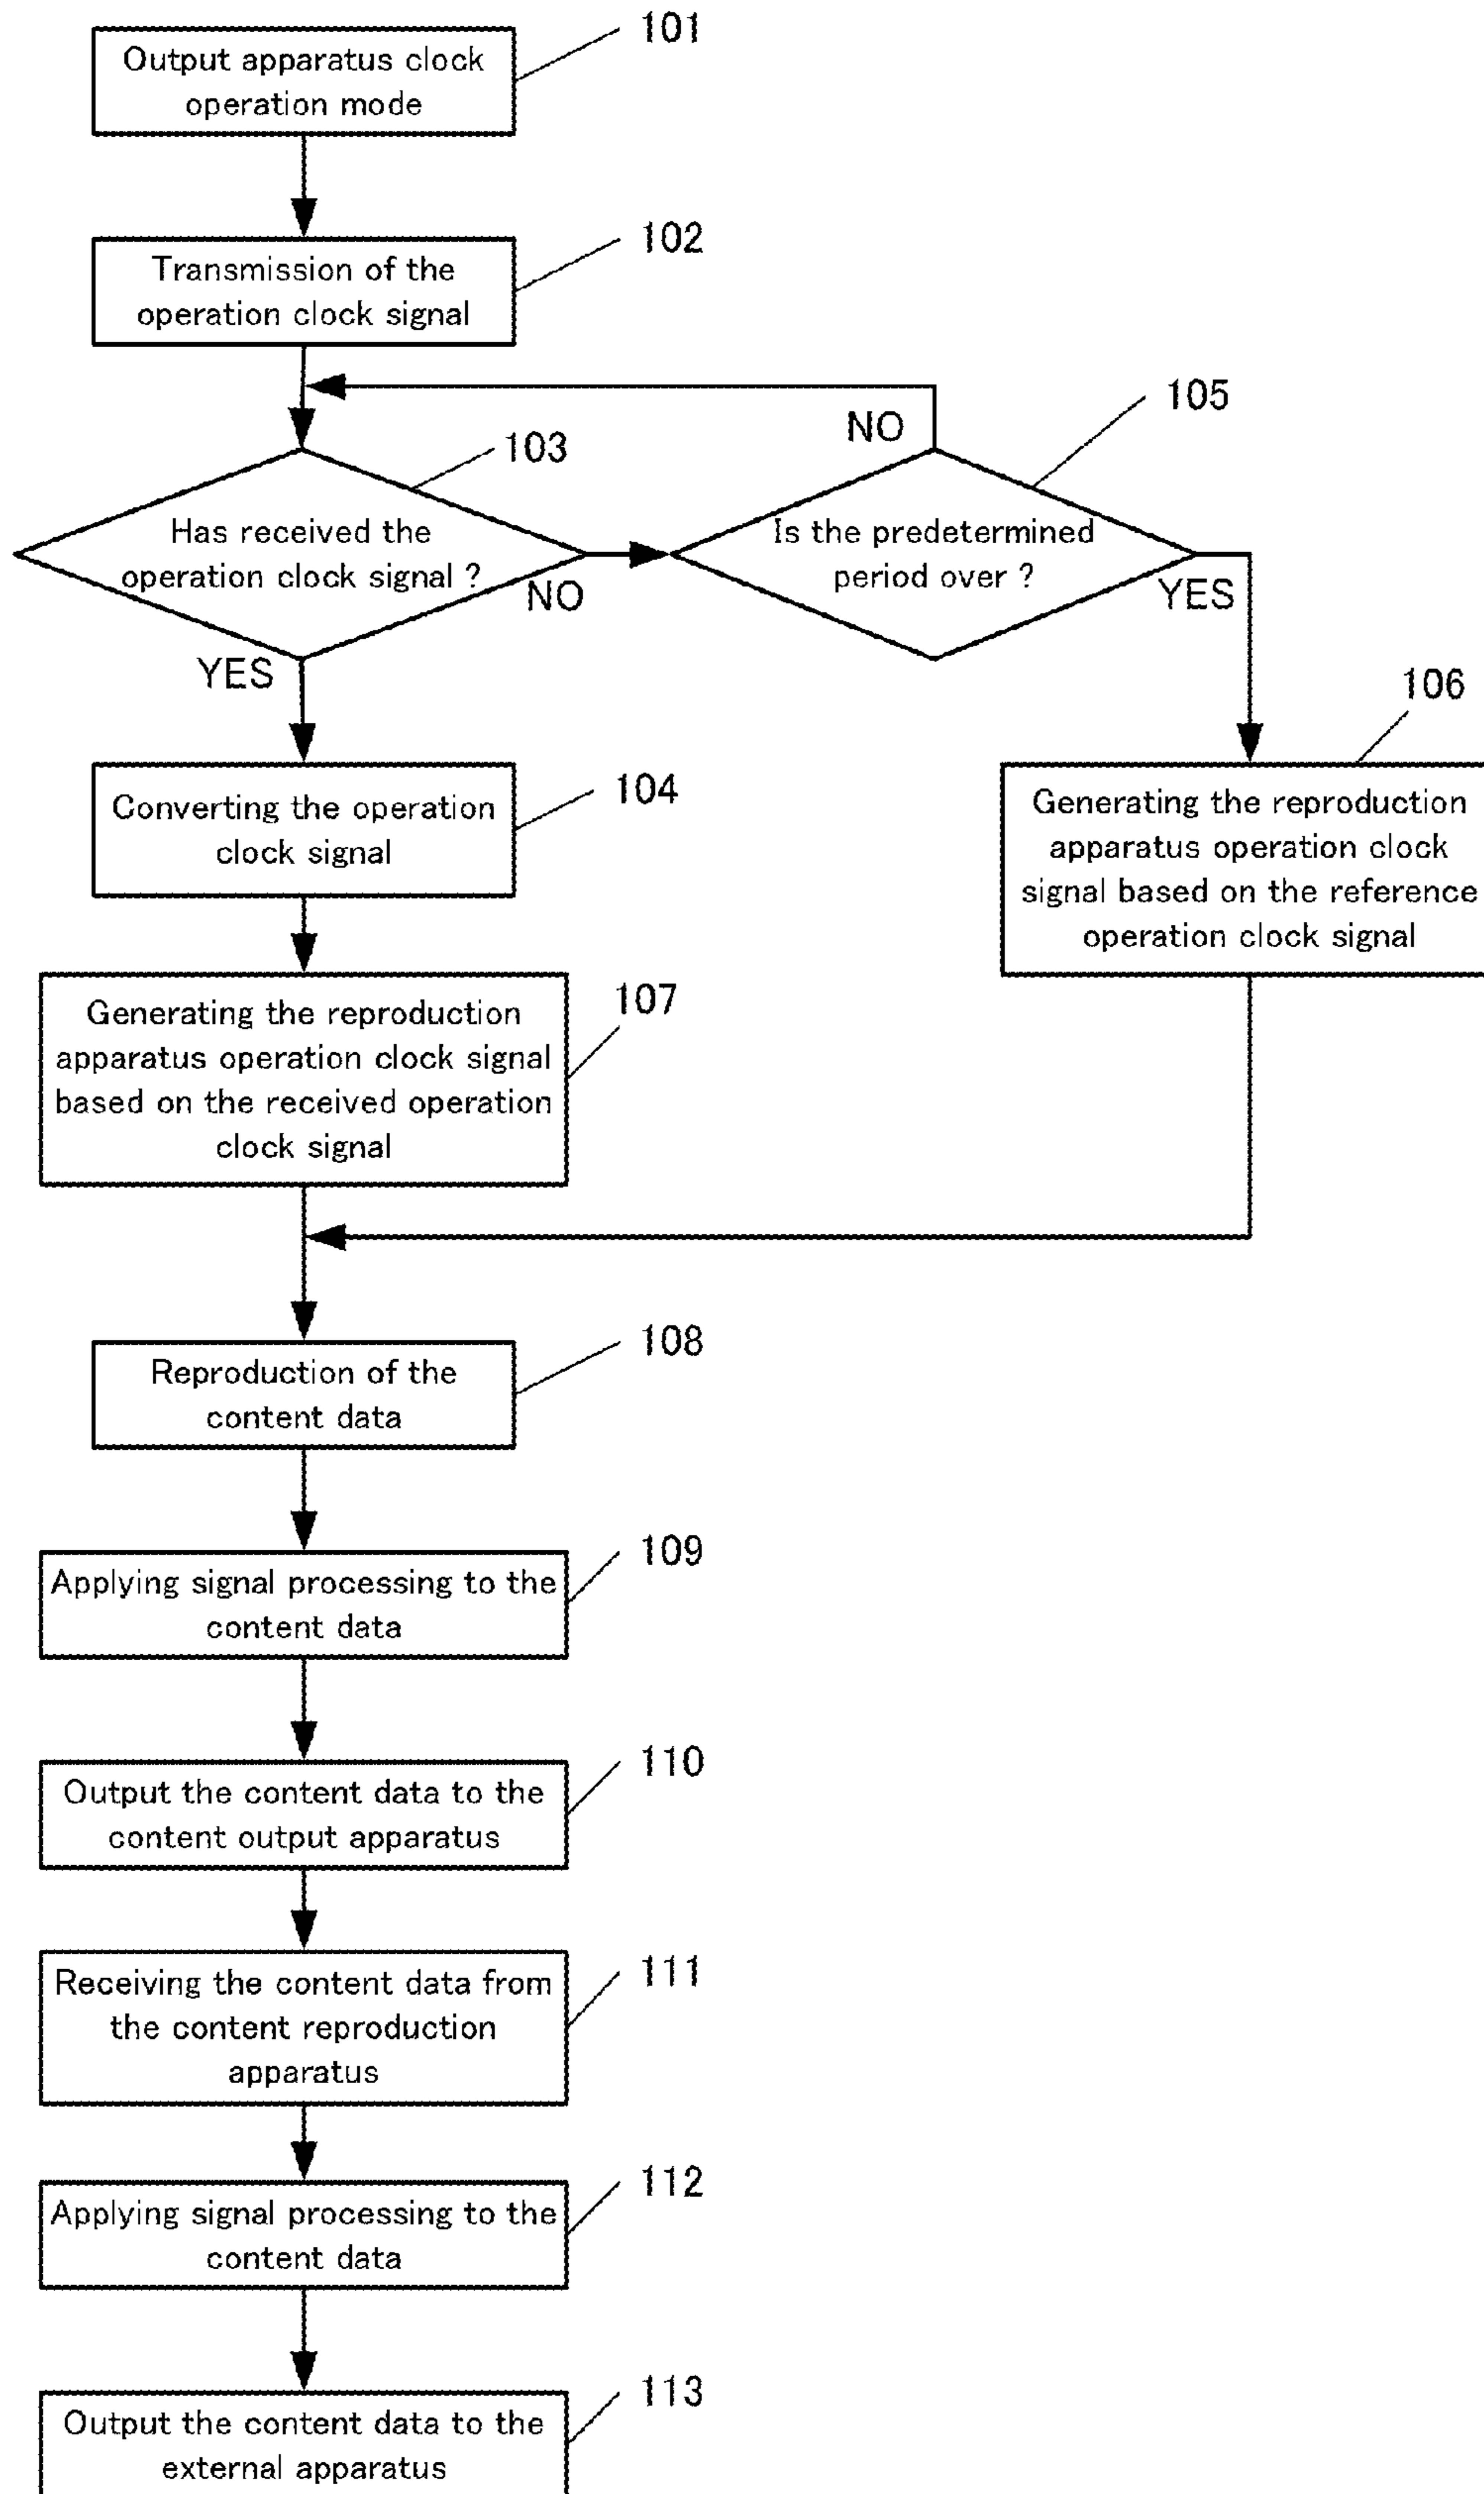 101
Output apparatus clock
operation mode
102
Transmission of the
operation clock signal
105
NO
103
Has received the
operation clock signal ?
NO
Is the predetermined
period over ?
YES
YES
106
104
Converting the operation
clock signal
Generating the reproduction
apparatus operation clock
signal based on the reference
operation clock signal
107
Generating the reproduction
apparatus operation clock signal
based on the received operation
clock signal
108
Reproduction of the
content data
109
Applying signal processing to the
content data
110
Output the content data to the
content output apparatus
111
Receiving the content data from
the content reproduction
apparatus
112
Applying signal processing to the
content data
113
Output the content data to the
external apparatus